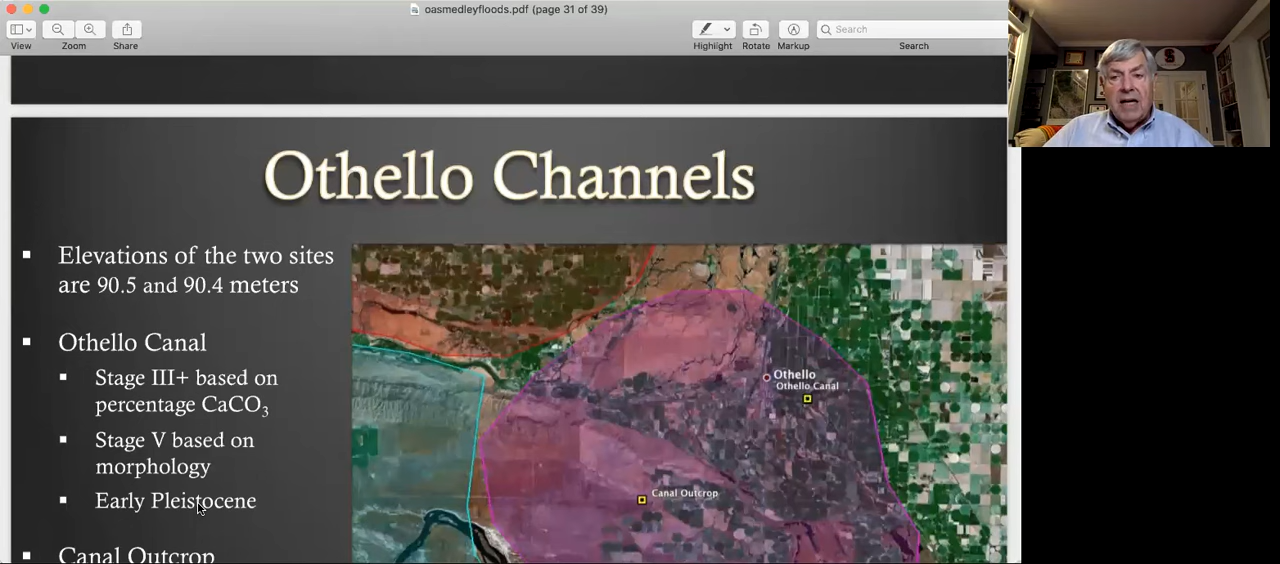 oasmedleyfloods.pdf (page 31 of 39)
View
Zoom
Share
Highlight
Rotate
Markup
Search
Search
Othello Channels
Elevations of the two sites
are 90.5 and 90.4 meters
Othello Canal
Stage III+ based on
percentage CaCO3
Stage V based on
morphology
Early Pleistocene
Canal Outcrop
Othello
Othello Canal
Canal Outcrop